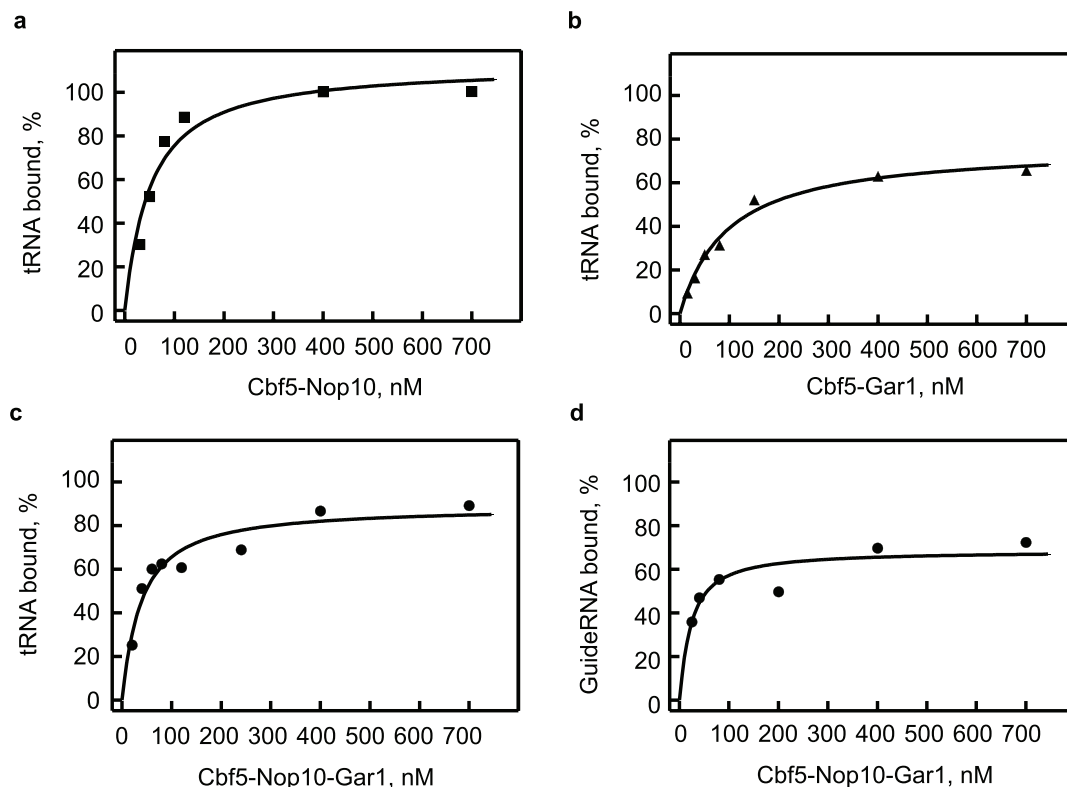 a
100
80
60
40
20
0
tRNA bound, %
0 100 200 300 400 500 600 700
Cbf5-Nop10, nM
b
100
80
60
40
20
0
tRNA bound, %
0 100 200 300 400 500 600 700
Cbf5-Gar1, nM
c
100
80
60
40
20
0
tRNA bound, %
0 100 200 300 400 500 600 700
Cbf5-Nop10-Gar1, nM
d
100
80
60
40
20
0
GuideRNA bound, %
0 100 200 300 400 500 600 700
Cbf5-Nop10-Gar1, nM